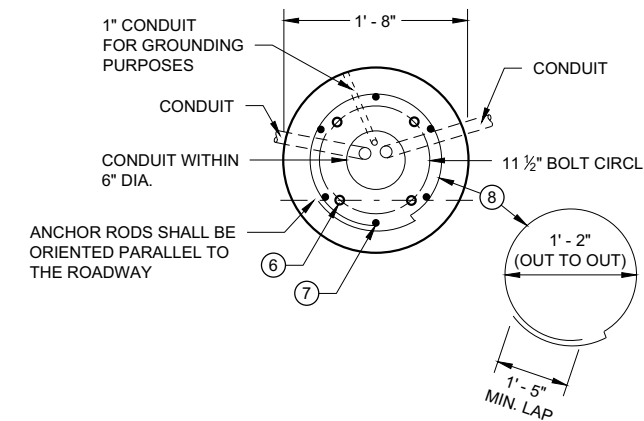 1" CONDUIT
FOR GROUNDING
PURPOSES
1' - 8"
CONDUIT
CONDUIT
CONDUIT WITHIN
6" DIA.
11 ½" BOLT CIRCL
8
ANCHOR RODS SHALL BE
ORIENTED PARALLEL TO
THE ROADWAY
6
7
1' - 2"
(OUT TO OUT)
1' - 5"
MIN. LAP